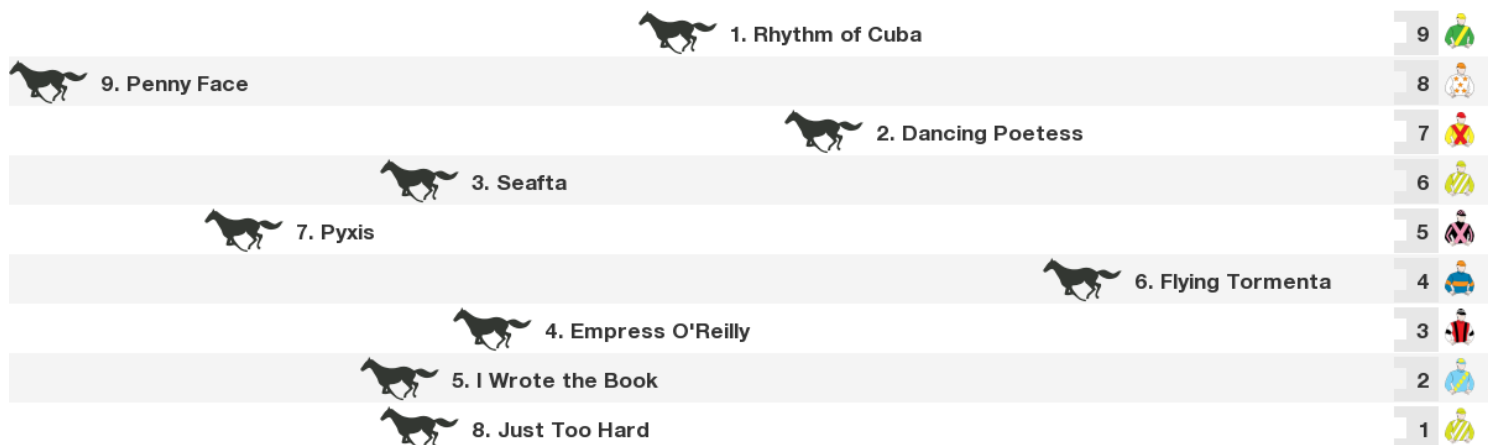 1. Rhythm of Cuba 9
9. Penny Face 8
2. Dancing Poetess 7
3. Seafta 6
7. Pyxis 5
6. Flying Tormenta 4
4. Empress O'Reilly 3
5. I Wrote the Book 2
8. Just Too Hard 1